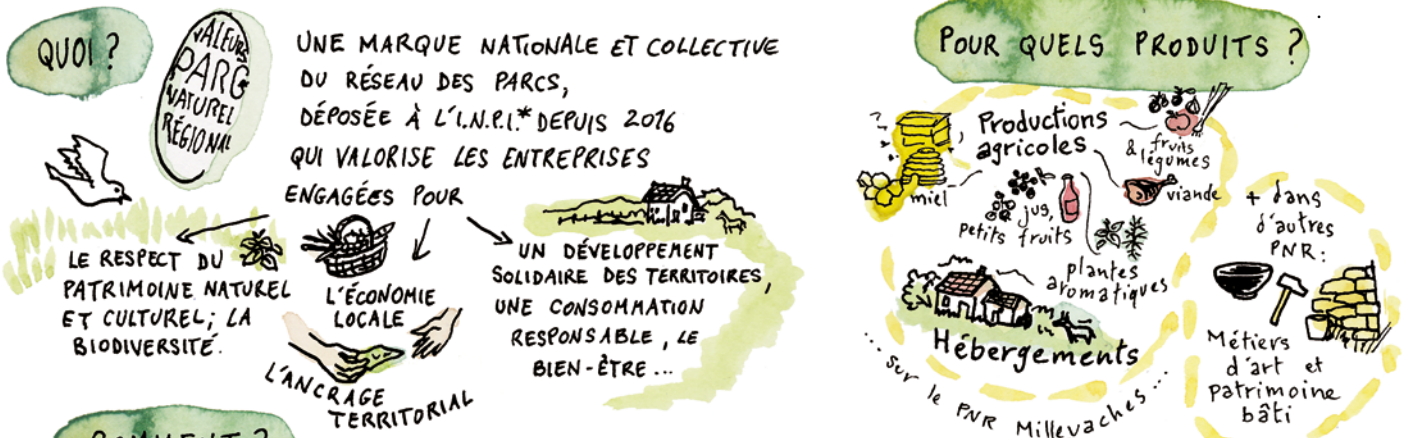 QUOI ?
VALEURS
PARC
NATUREL
RÉGIONAL
UNE MARQUE NATIONALE ET COLLECTIVE
DU RÉSEAU DES PARCS,
DÉPOSÉE À L'I.N.P.I.* DEPUIS 2016
QUI VALORISE LES ENTREPRISES
ENGAGÉES POUR
LE RESPECT DU
PATRIMOINE NATUREL
ET CULTUREL ; LA
BIODIVERSITÉ.
L'ÉCONOMIE
LOCALE
L'ANCRAGE
TERRITORIAL
UN DÉVELOPPEMENT
SOLIDAIRE DES TERRITOIRES,
UNE CONSOMMATION
RESPONSABLE, LE
BIEN-ÊTRE ...
COMMENT ?
POUR QUELS PRODUITS ?
Productions
agricoles
miel
jus,
petits fruits
plantes
aromatiques
viande
fruits
& légumes
Hébergements
... sur le PNR Millevaches ...
+ dans
d'autres
PNR :
Métiers
d'art et
patrimoine
bâti